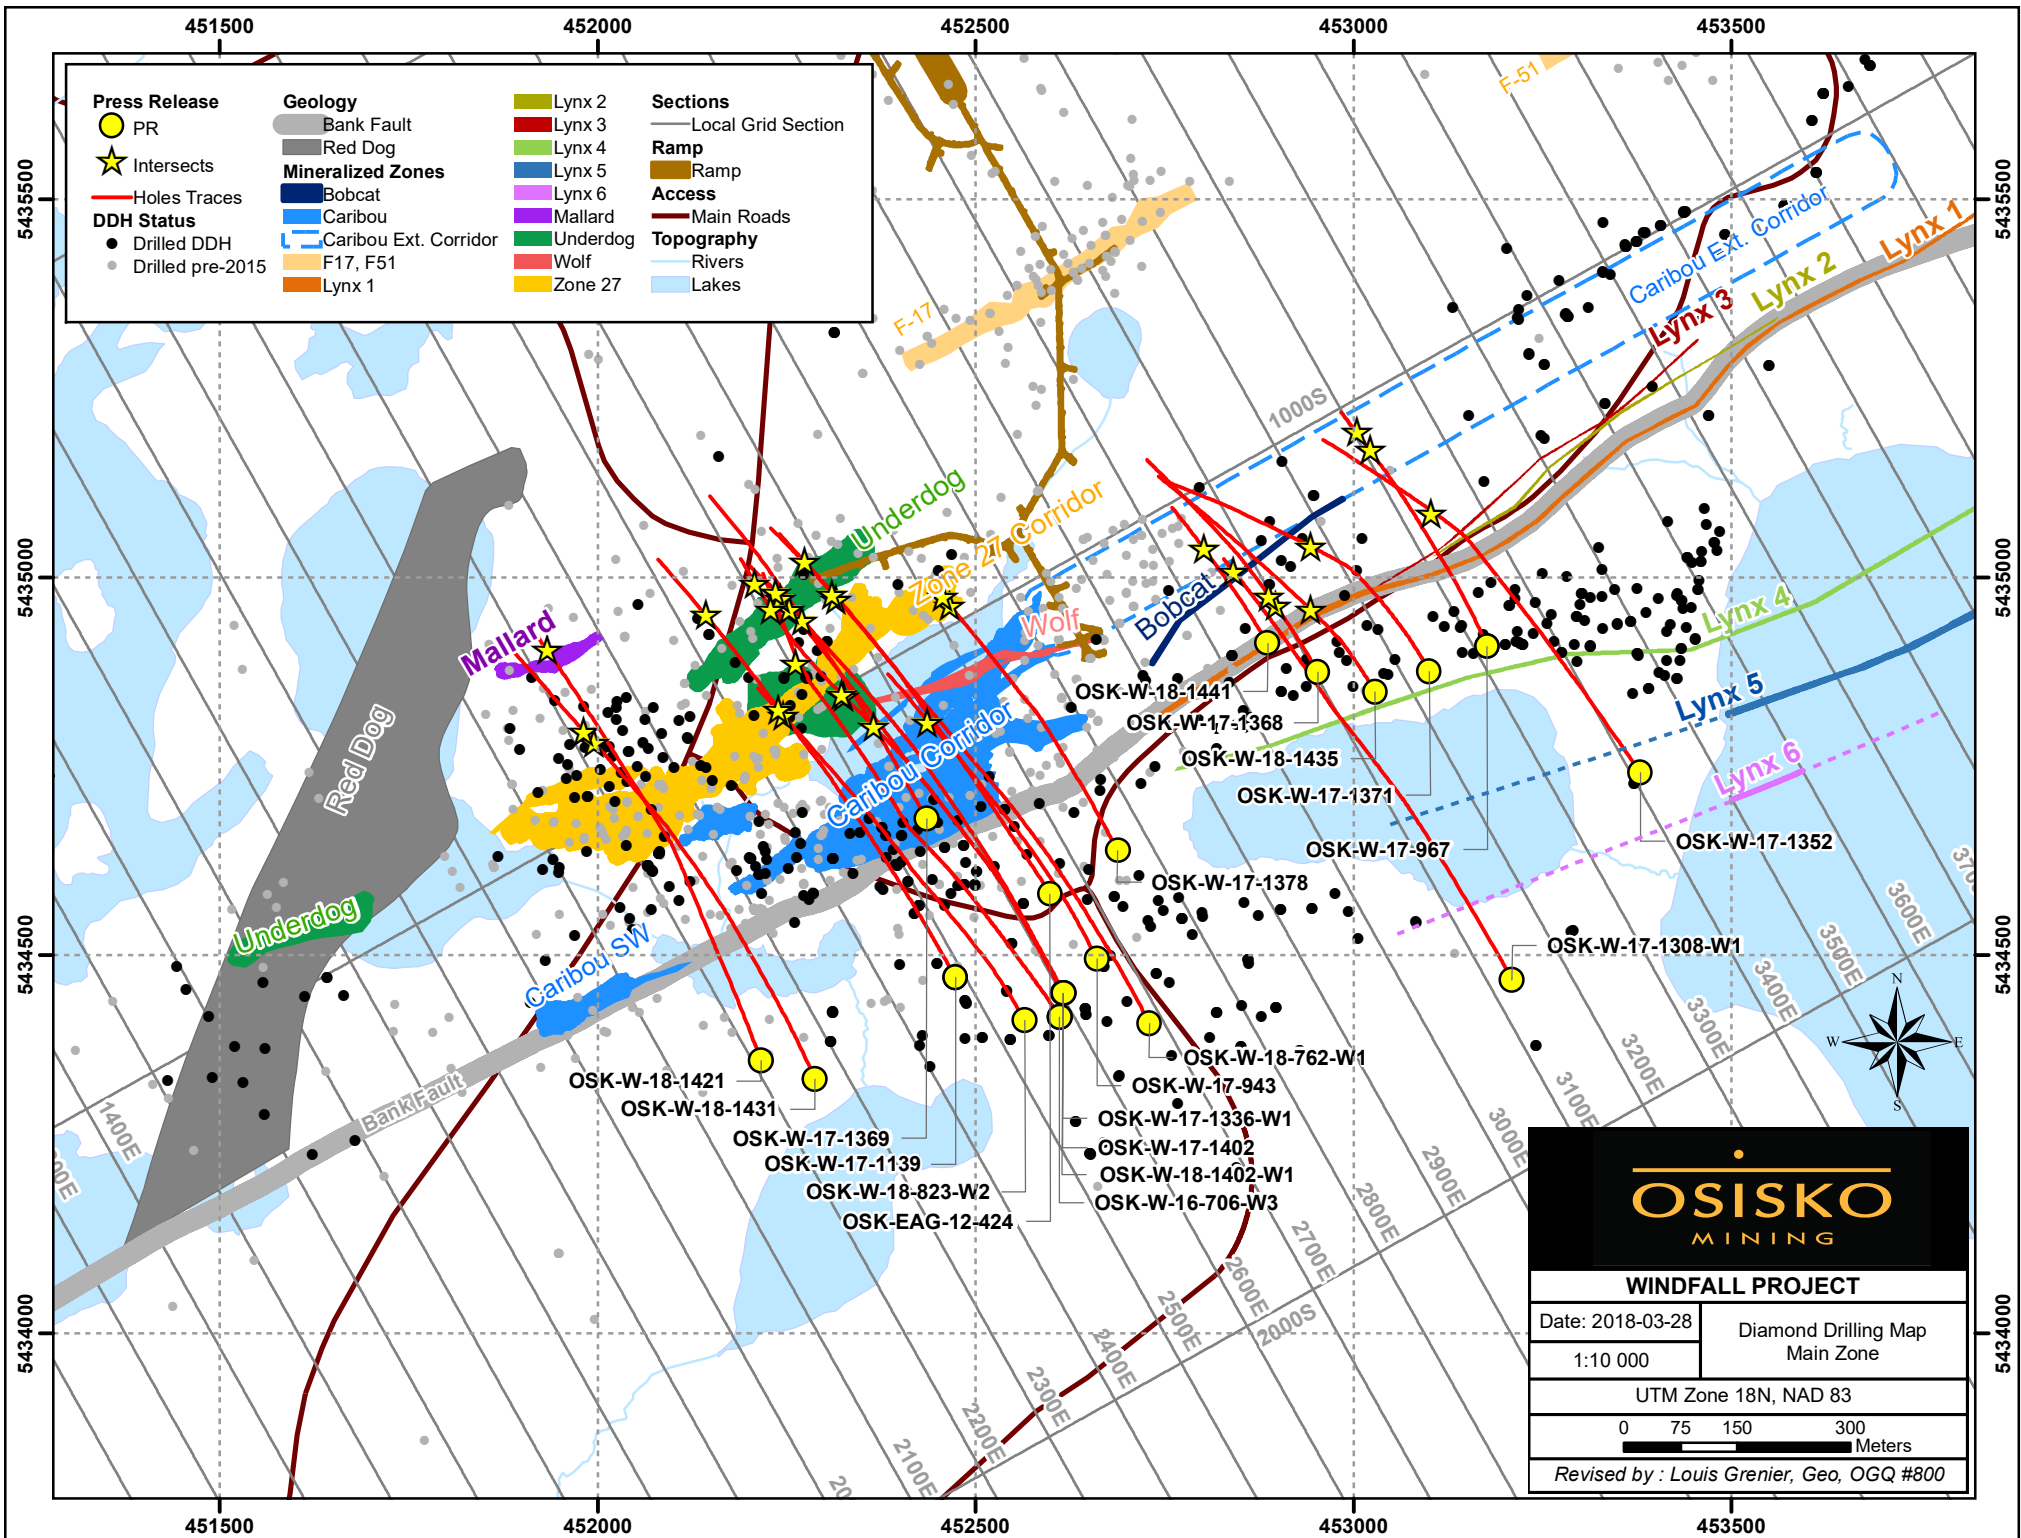 451500
452000
452500
453000
453500
5435500
5435000
5434500
5434000
5435500
5435000
5434500
5434000
451500
452000
452500
453000
453500
Press Release
PR
Intersects
Holes Traces
DDH Status
Drilled DDH
Drilled pre-2015
Geology
Bank Fault
Red Dog
Mineralized Zones
Bobcat
Caribou
Caribou Ext. Corridor
F17, F51
Lynx 1
Lynx 2
Lynx 3
Lynx 4
Lynx 5
Lynx 6
Mallard
Underdog
Wolf
Zone 27
Sections
Local Grid Section
Ramp
Ramp
Access
Main Roads
Topography
Rivers
Lakes
F-51
F-17
1000S
Caribou Ext. Corridor
Lynx 1
Lynx 2
Lynx 3
Underdog
Zone 27 Corridor
Wolf
Bobcat
Mallard
Lynx 4
Lynx 5
Lynx 6
Red Dog
Caribou Corridor
Underdog
Caribou SW
Bank Fault
OSK-W-18-1441
OSK-W-17-1368
OSK-W-18-1435
OSK-W-17-1371
OSK-W-17-967
OSK-W-17-1352
OSK-W-17-1378
OSK-W-17-1308-W1
OSK-W-18-1421
OSK-W-18-1431
OSK-W-17-1369
OSK-W-17-1139
OSK-W-18-823-W2
OSK-EAG-12-424
OSK-W-18-762-W1
OSK-W-17-943
OSK-W-17-1336-W1
OSK-W-17-1402
OSK-W-18-1402-W1
OSK-W-16-706-W3
1400E
2100E
2200E
2300E
2400E
2500E
2600E
2700E
2800E
2900E
3000E
3100E
3200E
3300E
3400E
3500E
3600E
2000S
N
W
E
S
OSISKO
MINING
WINDFALL PROJECT
Date: 2018-03-28
1:10 000
Diamond Drilling Map
Main Zone
UTM Zone 18N, NAD 83
0 75 150 300
Meters
Revised by : Louis Grenier, Geo, OGQ #800